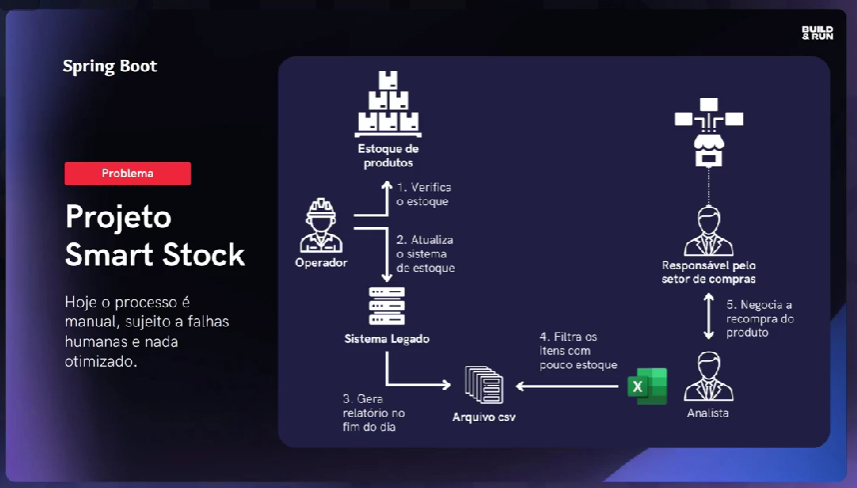 BUILD
& RUN
Spring Boot
Problema
Projeto
Smart Stock
Hoje o processo é
manual, sujeito a falhas
humanas e nada
otimizado.
Estoque de
produtos
1. Verifica
o estoque
Operador
2. Atualiza
o sistema
de estoque
Sistema Legado
3. Gera
relatório no
fim do dia
Arquivo csv
4. Filtra os
itens com
pouco estoque
X
Analista
5. Negocia a
recompra do
produto
Responsável pelo
setor de compras